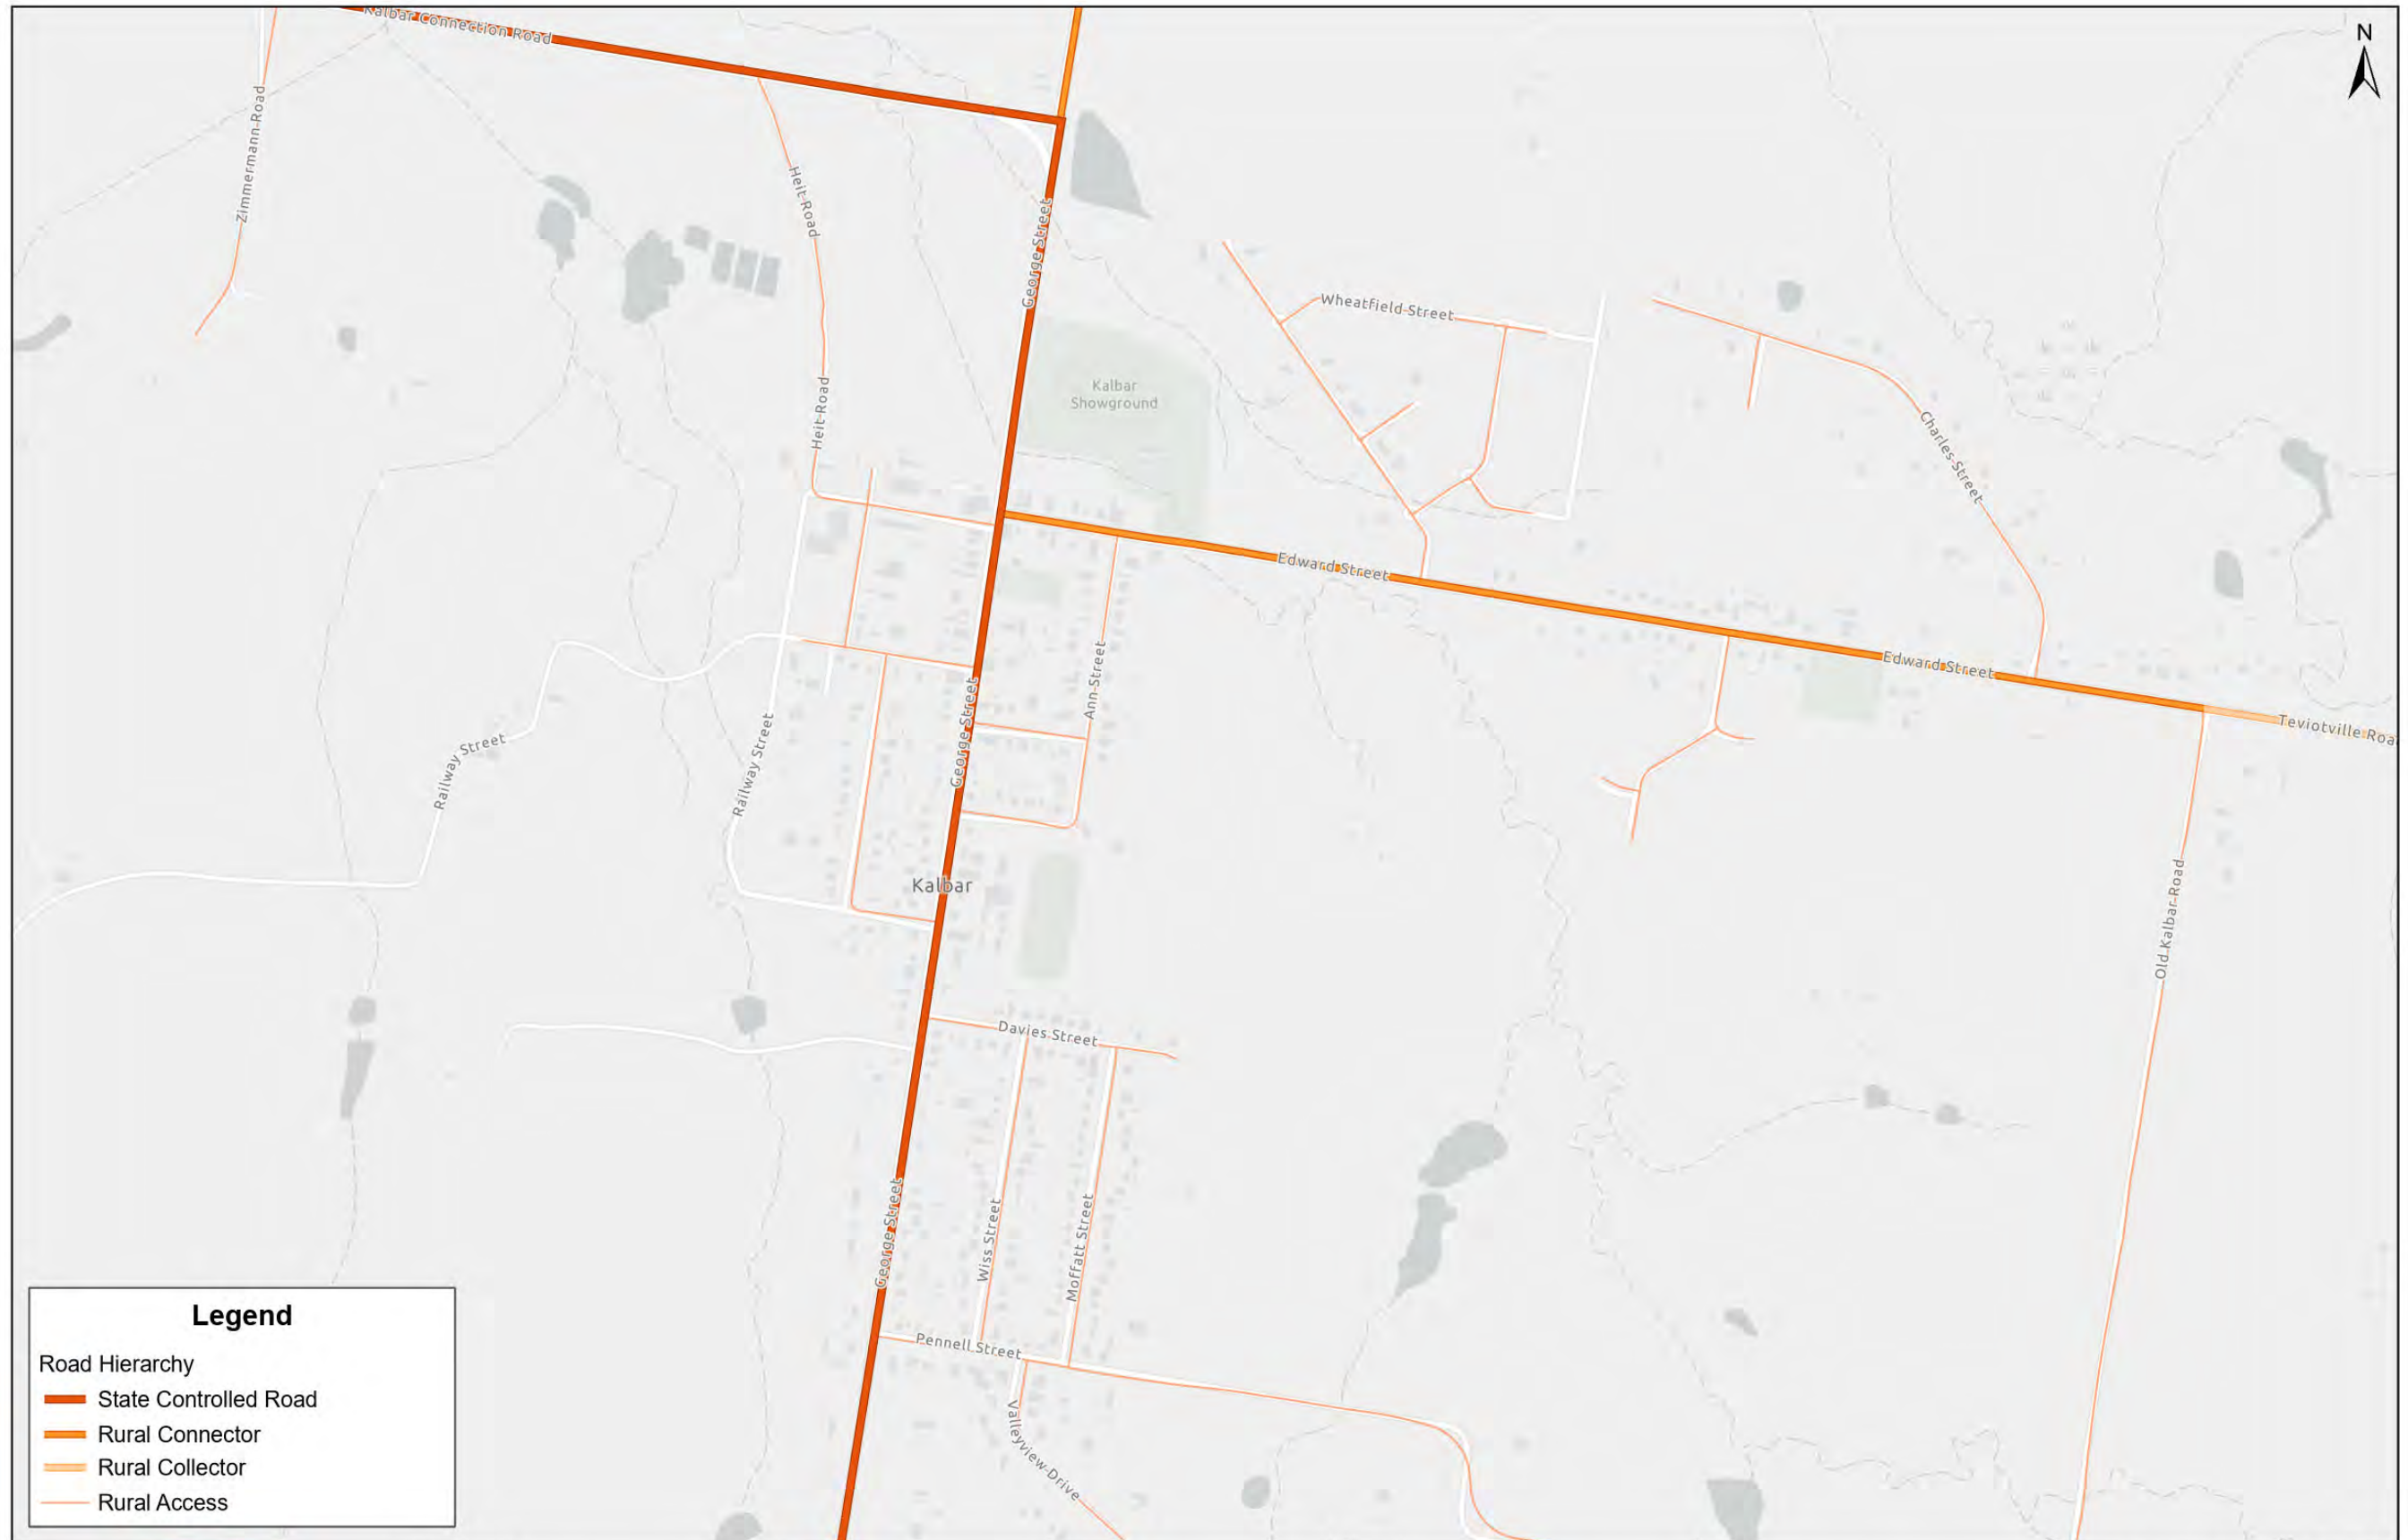 Kalbar Connection Road
N
Zimmermann Road
Heit Road
George Street
Wheatfield Street
Kalbar
Showground
Heit Road
Charles Street
Edward Street
Edward Street
Ann Street
George Street
Teviotville Roa
Railway Street
Railway Street
Kalbar
Old Kalbar Road
Davies Street
George Street
Wiss Street
Moffatt Street
Pennell Street
Valleyview Drive
Legend
Road Hierarchy
State Controlled Road
Rural Connector
Rural Collector
Rural Access